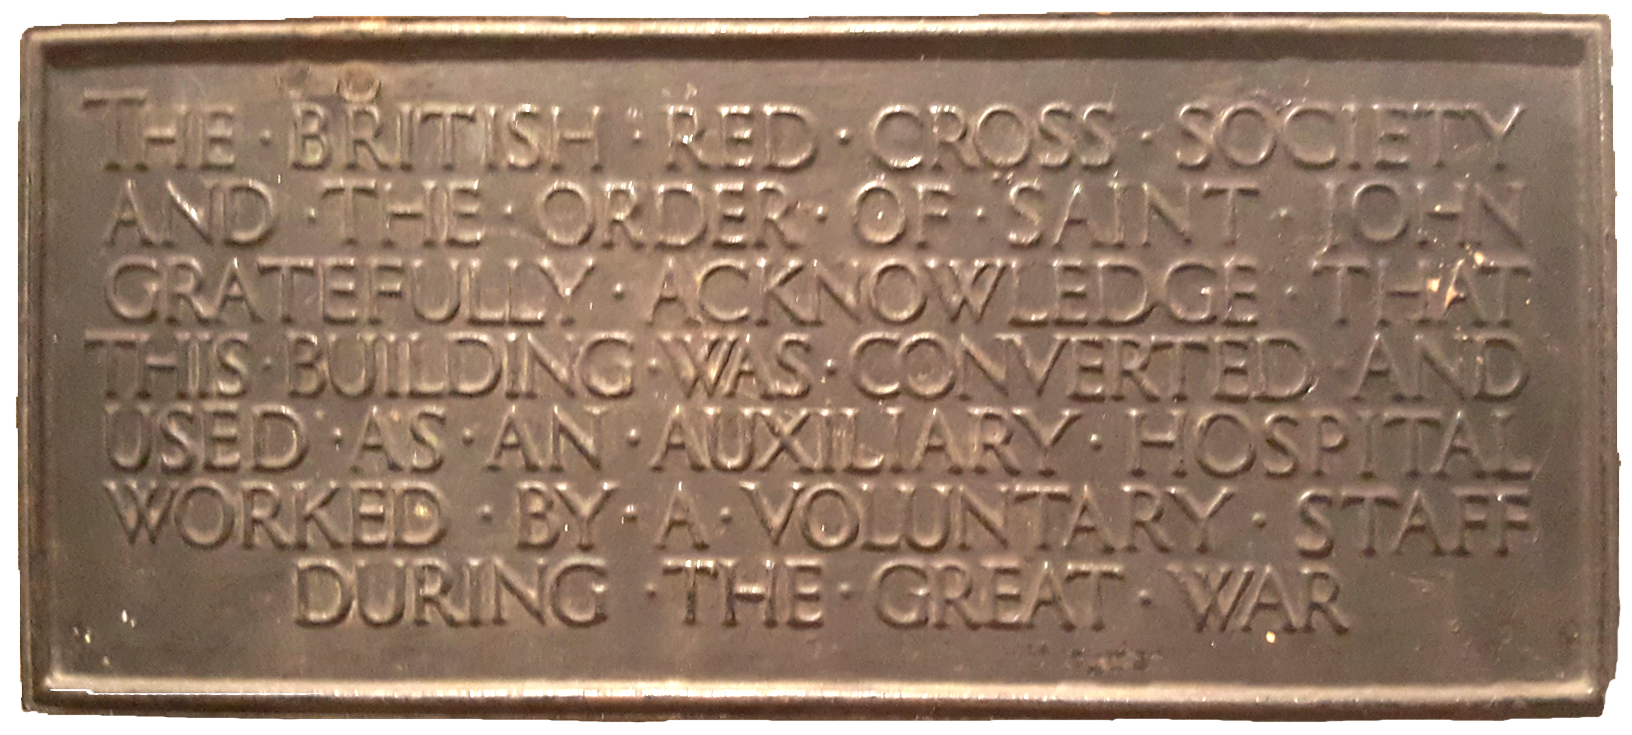 THE · BRITISH · RED · CROSS · SOCIETY
AND · THE · ORDER · OF · SAINT · JOHN
GRATEFULLY · ACKNOWLEDGE · THAT
THIS · BUILDING · WAS · CONVERTED · AND
USED · AS · AN · AUXILIARY · HOSPITAL
WORKED · BY · A · VOLUNTARY · STAFF
DURING · THE · GREAT · WAR